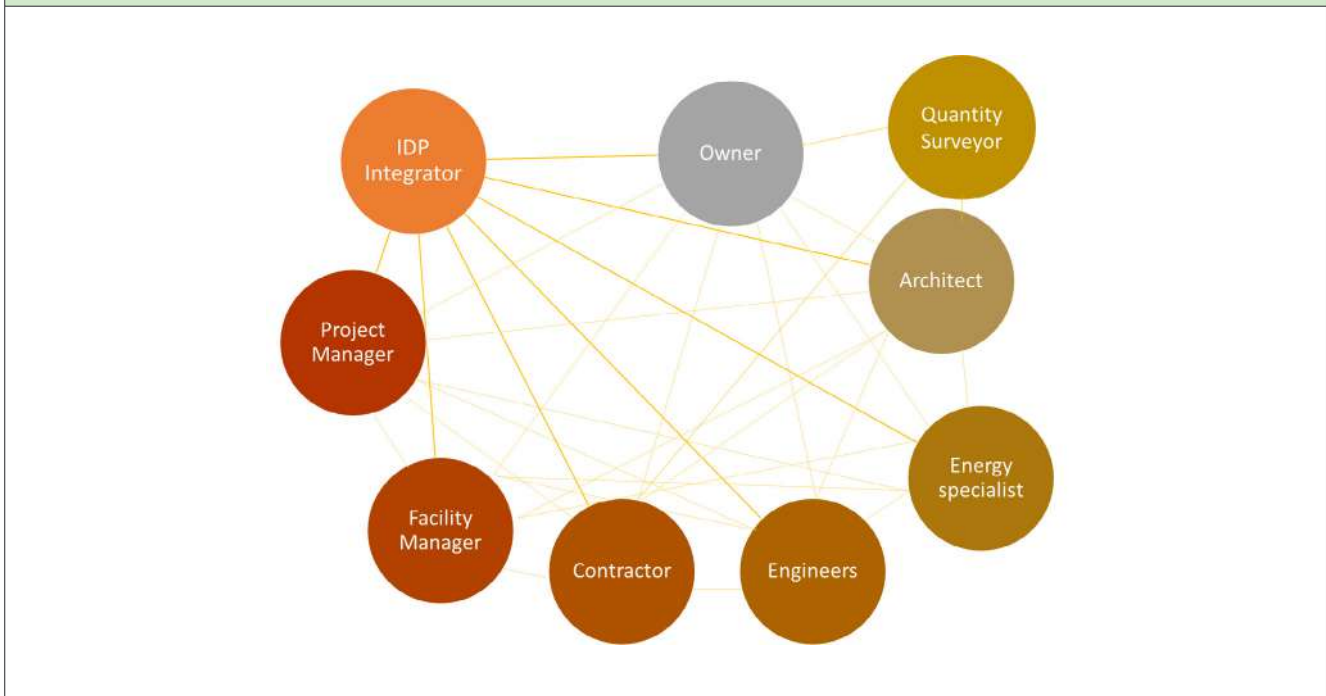 IDP
Integrator
Owner
Quantity
Surveyor
Architect
Project
Manager
Energy
specialist
Facility
Manager
Contractor
Engineers